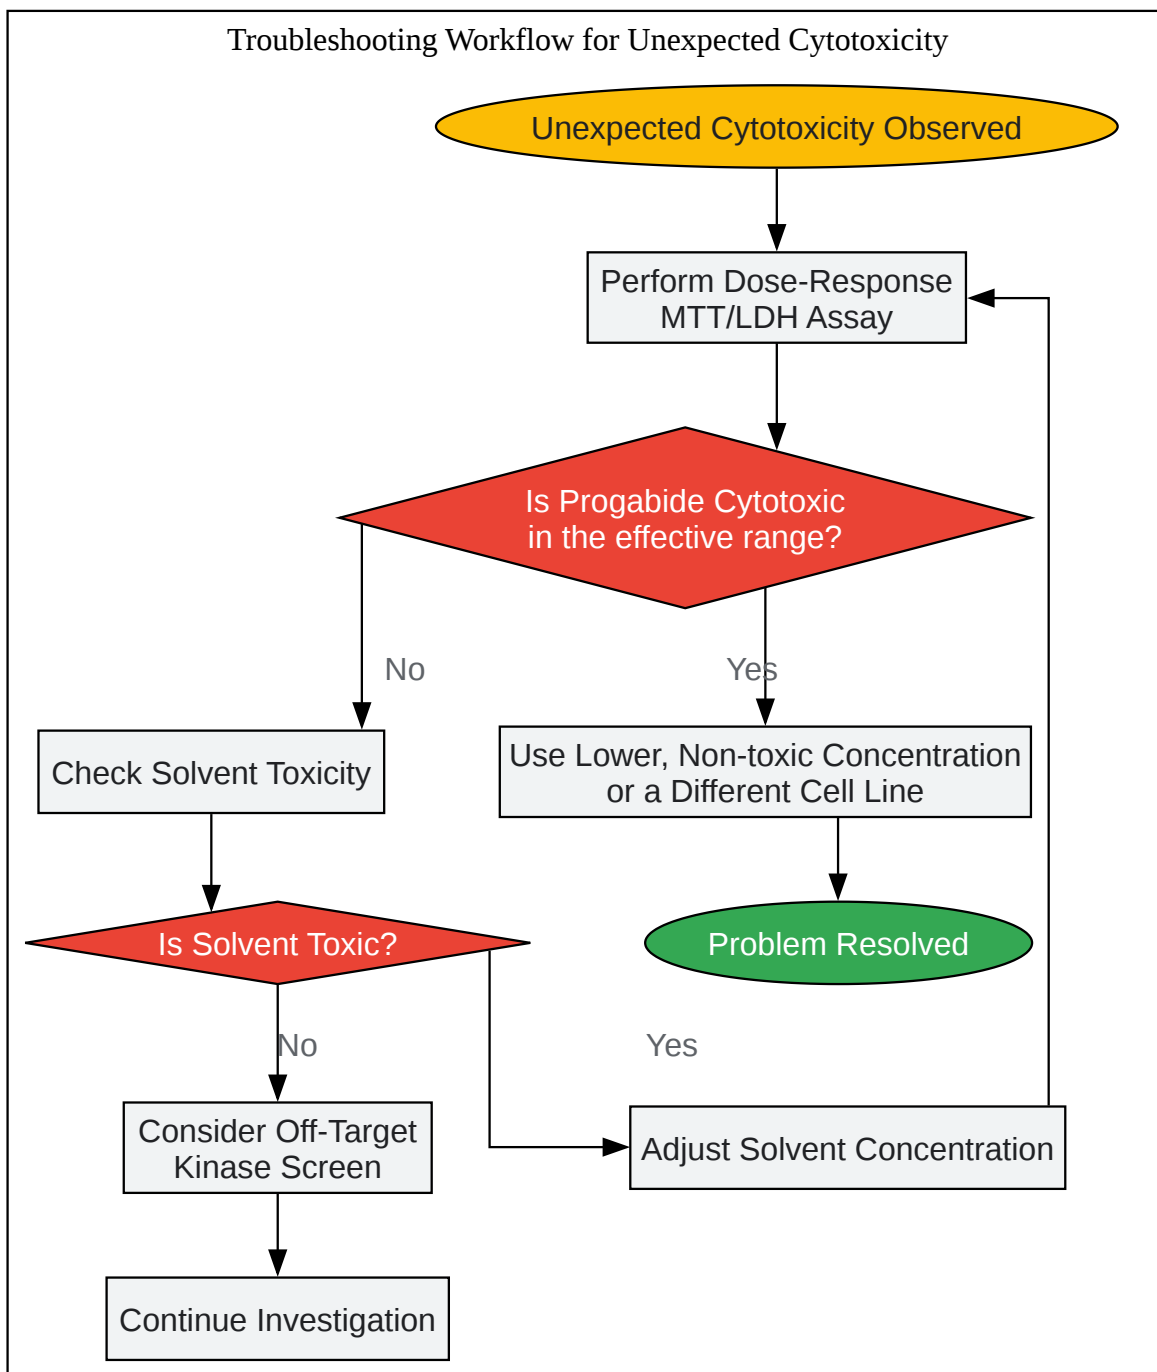 Troubleshooting Workflow for Unexpected Cytotoxicity
Unexpected Cytotoxicity Observed
Perform Dose-Response
MTT/LDH Assay
Is Progabide Cytotoxic
in the effective range?
No
Yes
Check Solvent Toxicity
Use Lower, Non-toxic Concentration
or a Different Cell Line
Is Solvent Toxic?
Problem Resolved
No
Yes
Consider Off-Target
Kinase Screen
Adjust Solvent Concentration
Continue Investigation